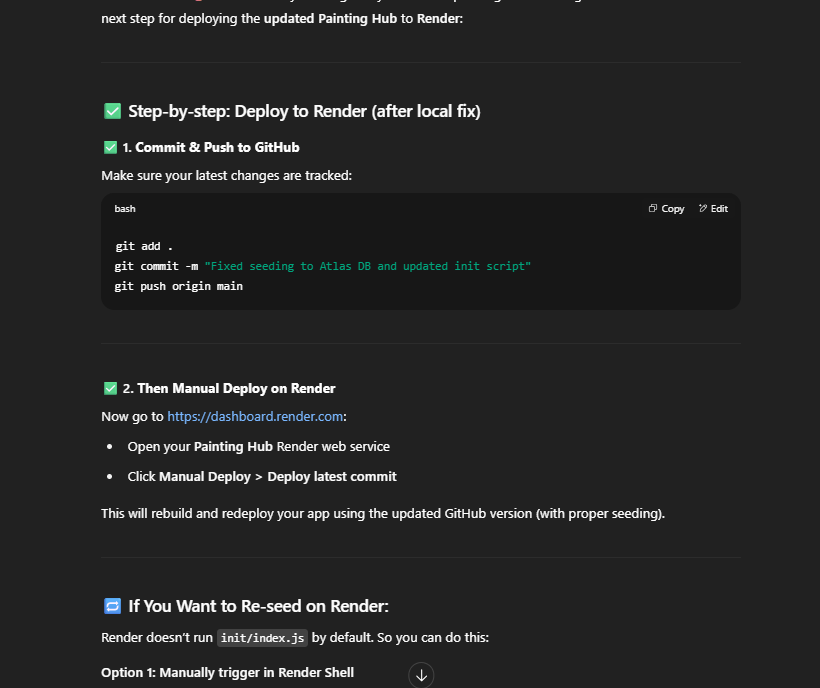 next step for deploying the updated Painting Hub to Render:
✅ Step-by-step: Deploy to Render (after local fix)
✅ 1. Commit & Push to GitHub
Make sure your latest changes are tracked:
bash
Copy
Edit
git add .
git commit -m "Fixed seeding to Atlas DB and updated init script"
git push origin main
✅ 2. Then Manual Deploy on Render
Now go to https://dashboard.render.com:
• Open your Painting Hub Render web service
• Click Manual Deploy > Deploy latest commit
This will rebuild and redeploy your app using the updated GitHub version (with proper seeding).
🔁 If You Want to Re-seed on Render:
Render doesn't run init/index.js by default. So you can do this:
Option 1: Manually trigger in Render Shell